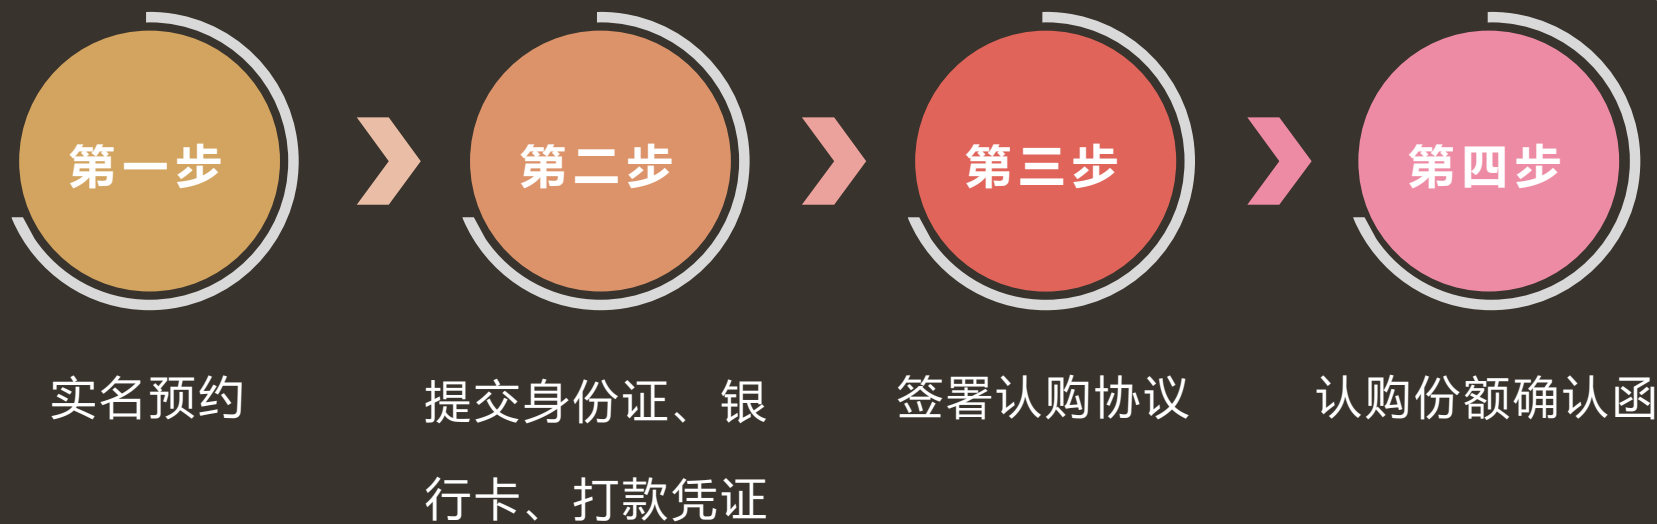 第一步
第二步
第三步
第四步
实名预约
提交身份证、银
行卡、打款凭证
签署认购协议
认购份额确认函